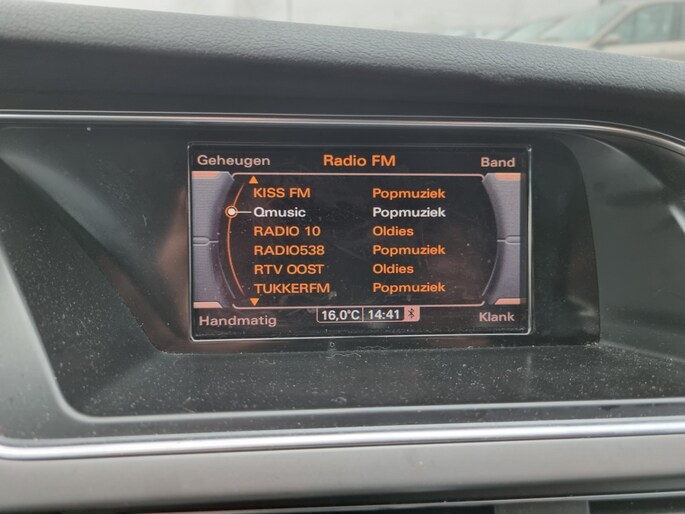 Geheugen Radio FM Band
KISS FM Popmuziek
Qmusic Popmuziek
RADIO 10 Oldies
RADIO538 Popmuziek
RTV OOST Oldies
TUKKERFM Popmuziek
Handmatig 16,0°C 14:41 Klank